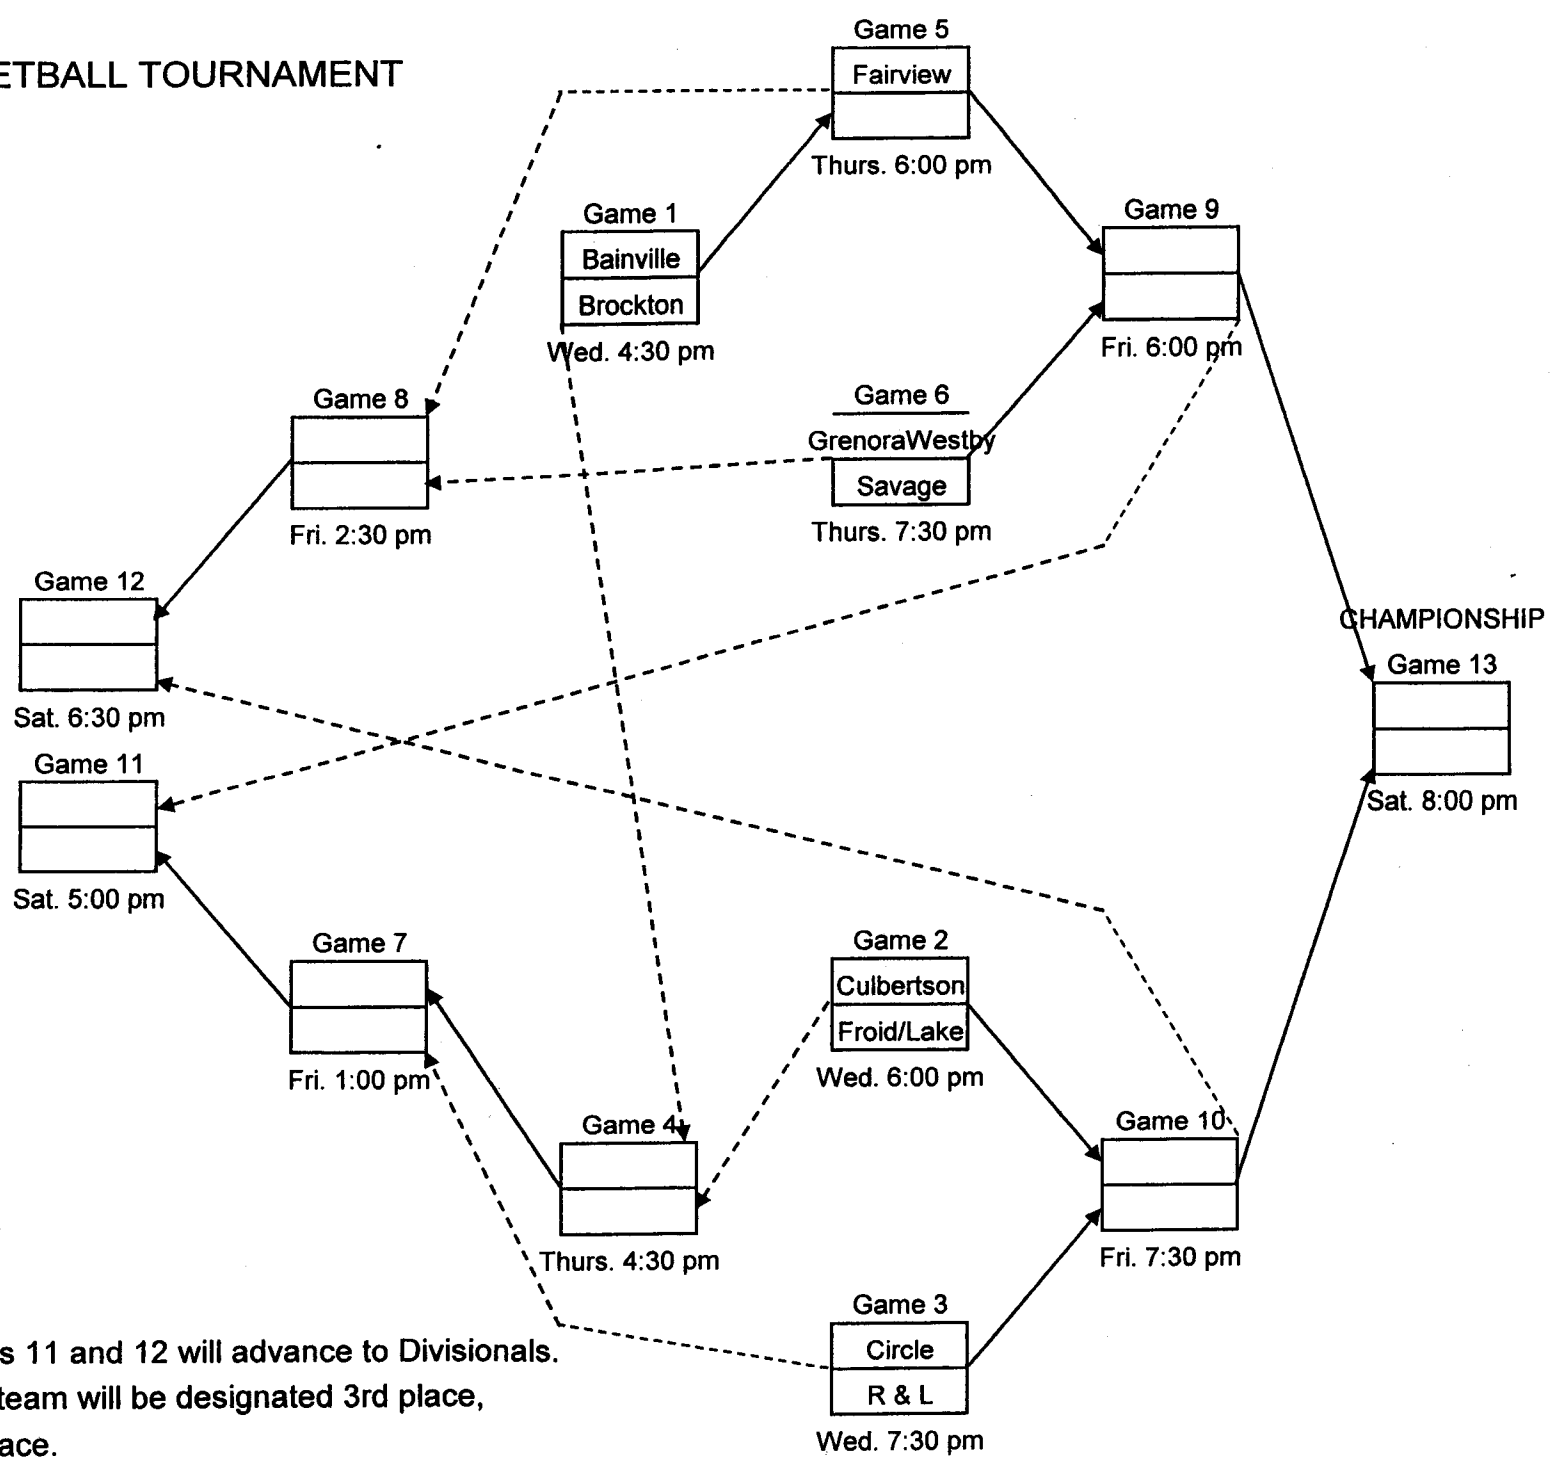 ETBALL TOURNAMENT
Game 5
Fairview
Thurs. 6:00 pm
Game 1
Bainville
Brockton
Wed. 4:30 pm
Game 9
Fri. 6:00 pm
Game 8
Fri. 2:30 pm
Game 6
GrenoraWestby
Savage
Thurs. 7:30 pm
Game 12
Sat. 6:30 pm
CHAMPIONSHIP
Game 13
Sat. 8:00 pm
Game 11
Sat. 5:00 pm
Game 7
Fri. 1:00 pm
Game 2
Culbertson
Froid/Lake
Wed. 6:00 pm
Game 4
Thurs. 4:30 pm
Game 10
Fri. 7:30 pm
Game 3
Circle
R & L
Wed. 7:30 pm
s 11 and 12 will advance to Divisionals.
team will be designated 3rd place,
ace.